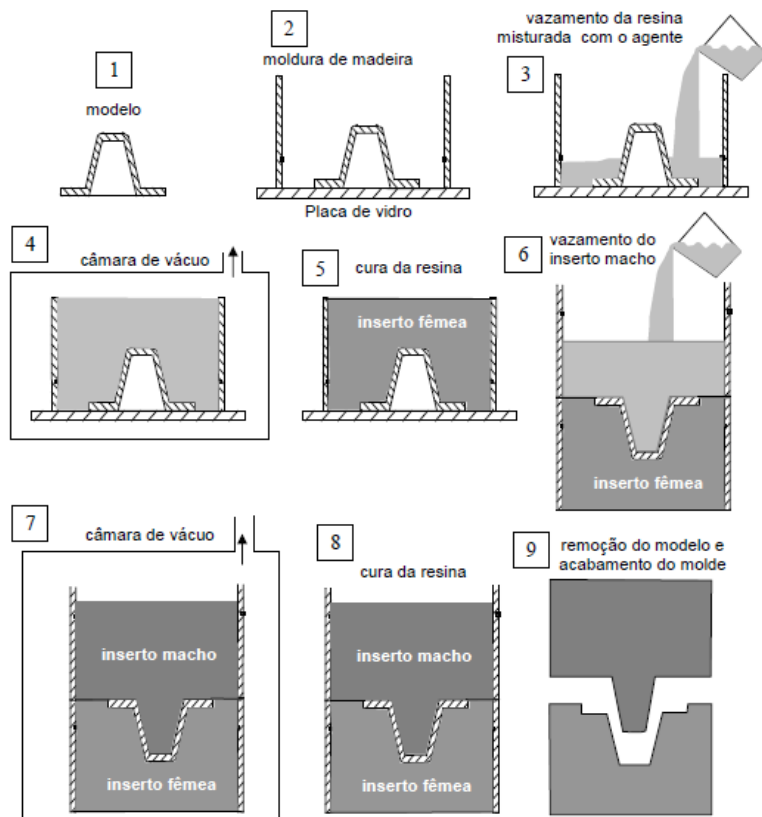 1
modelo
2
moldura de madeira
Placa de vidro
vazamento da resina
misturada com o agente
3
4
câmara de vácuo
5
cura da resina
inserto fêmea
6
vazamento do
inserto macho
inserto fêmea
7
câmara de vácuo
inserto macho
inserto fêmea
8
cura da resina
inserto macho
inserto fêmea
9
remoção do modelo e
acabamento do molde